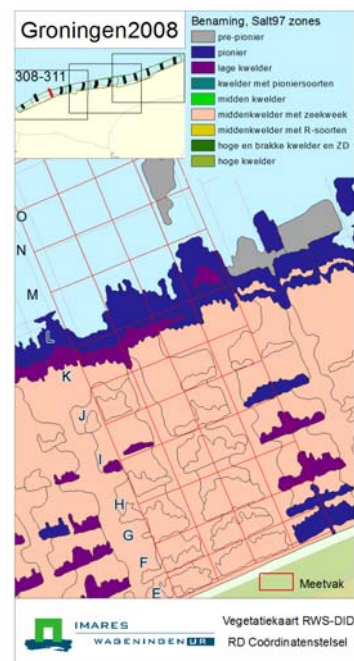 Groningen2008
308-311
Benaming, Salt97 zones
pre-pionier
pionier
lage kwelder
kwelder met pioniersoorten
midden kwelder
middenkwelder met zeekweek
middenkwelder met R-soorten
hoge en brakke kwelder en ZD
hoge kwelder
O
N
M
L
K
J
I
H
G
F
E
Meetvak
IMARES
WAGENINGEN UR
Vegetatiekaart RWS-DID
RD Coördinatenstelsel